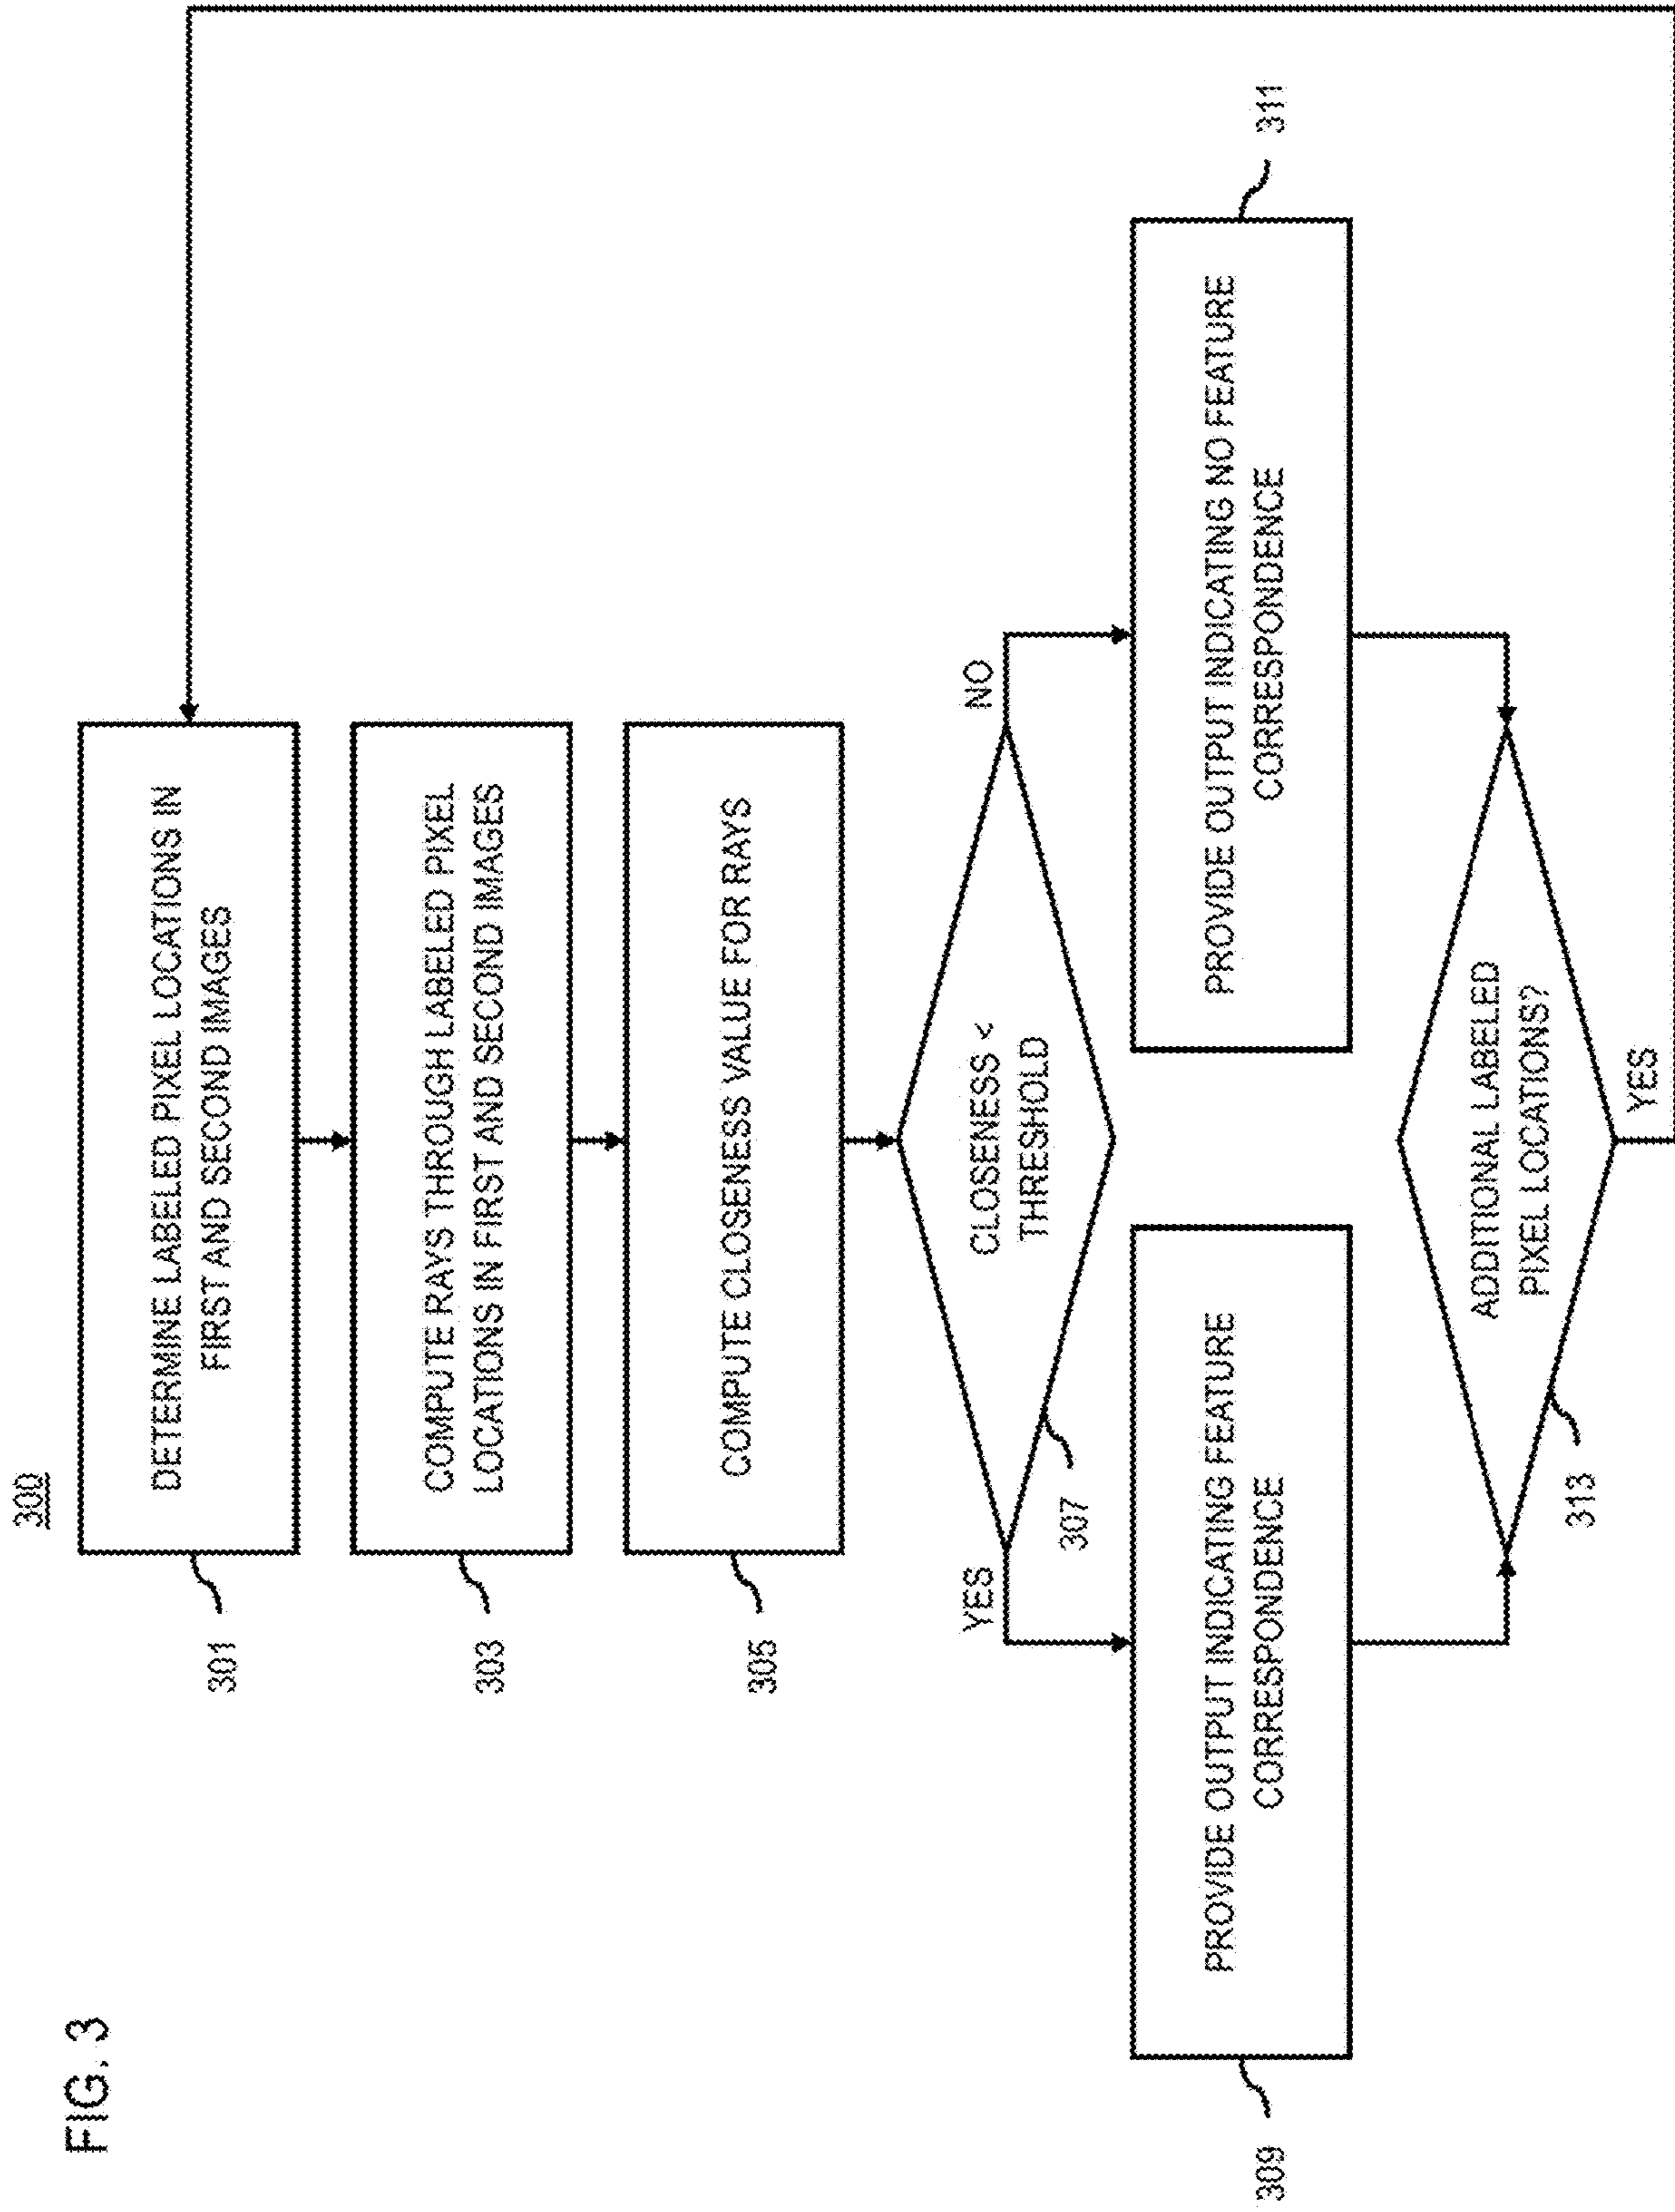 FIG. 3
300
301
DETERMINE LABELED PIXEL LOCATIONS IN
FIRST AND SECOND IMAGES
303
COMPUTE RAYS THROUGH LABELED PIXEL
LOCATIONS IN FIRST AND SECOND IMAGES
305
COMPUTE CLOSENESS VALUE FOR RAYS
YES
CLOSENESS <
THRESHOLD
NO
307
309
PROVIDE OUTPUT INDICATING FEATURE
CORRESPONDENCE
PROVIDE OUTPUT INDICATING NO FEATURE
CORRESPONDENCE
311
ADDITIONAL LABELED
PIXEL LOCATIONS?
313
YES